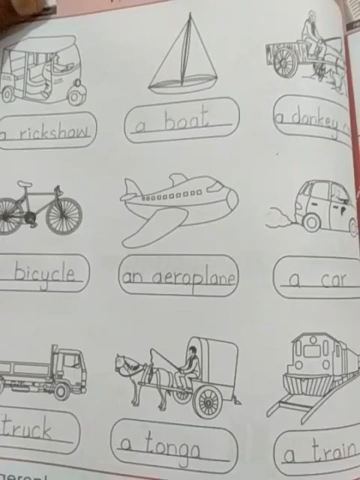 a rickshaw
a boat
a donkey
bicycle
an aeroplane
a car
truck
a tonga
a train